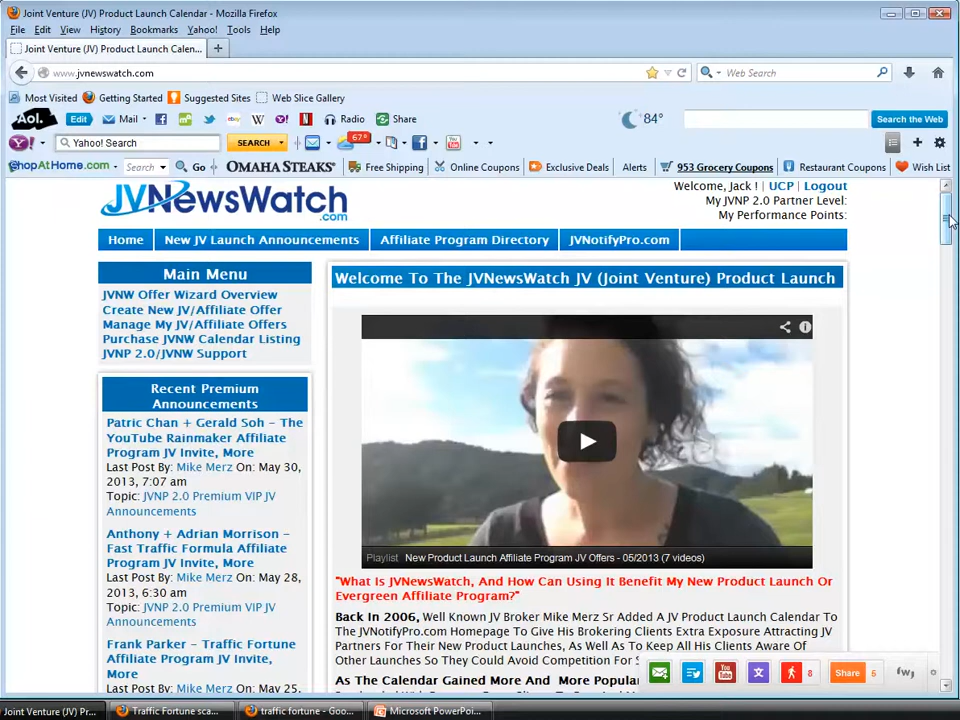 Joint Venture (JV) Product Launch Calendar - Mozilla Firefox
File Edit View History Bookmarks Yahoo! Tools Help
Joint Venture (JV) Product Launch Calen...
www.jvnewswatch.com
Web Search
Most Visited Getting Started Suggested Sites Web Slice Gallery
Aol. Edit Mail Radio Share 84° Search the Web
Yahoo! Search SEARCH 67°
ShopAtHome.com Search Go OMAHA STEAKS Free Shipping Online Coupons Exclusive Deals Alerts 953 Grocery Coupons Restaurant Coupons Wish List
JVNewsWatch.com
Welcome, Jack ! | UCP | Logout
My JVNP 2.0 Partner Level:
My Performance Points:
Home New JV Launch Announcements Affiliate Program Directory JVNotifyPro.com
Main Menu
JVNW Offer Wizard Overview
Create New JV/Affiliate Offer
Manage My JV/Affiliate Offers
Purchase JVNW Calendar Listing
JVNP 2.0/JVNW Support
Recent Premium
Announcements
Patric Chan + Gerald Soh - The
YouTube Rainmaker Affiliate
Program JV Invite, More
Last Post By: Mike Merz On: May 30,
2013, 7:07 am
Topic: JVNP 2.0 Premium VIP JV
Announcements
Anthony + Adrian Morrison -
Fast Traffic Formula Affiliate
Program JV Invite, More
Last Post By: Mike Merz On: May 28,
2013, 6:30 am
Topic: JVNP 2.0 Premium VIP JV
Announcements
Frank Parker - Traffic Fortune
Affiliate Program JV Invite,
More
Last Post By: Mike Merz On: May 25,
Welcome To The JVNewsWatch JV (Joint Venture) Product Launch
Playlist New Product Launch Affiliate Program JV Offers - 05/2013 (7 videos)
"What Is JVNewsWatch, And How Can Using It Benefit My New Product Launch Or
Evergreen Affiliate Program?"
Back In 2006, Well Known JV Broker Mike Merz Sr Added A JV Product Launch Calendar To
The JVNotifyPro.com Homepage To Give His Brokering Clients Extra Exposure Attracting JV
Partners For Their New Product Launches, As Well As To Keep All His Clients Aware Of
Other Launches So They Could Avoid Competition For
As The Calendar Gained More And More Popular
You Tube 8 Share 5 fwj
Joint Venture (JV) Pr... Traffic Fortune sca... traffic fortune - Goo... Microsoft PowerPoi...